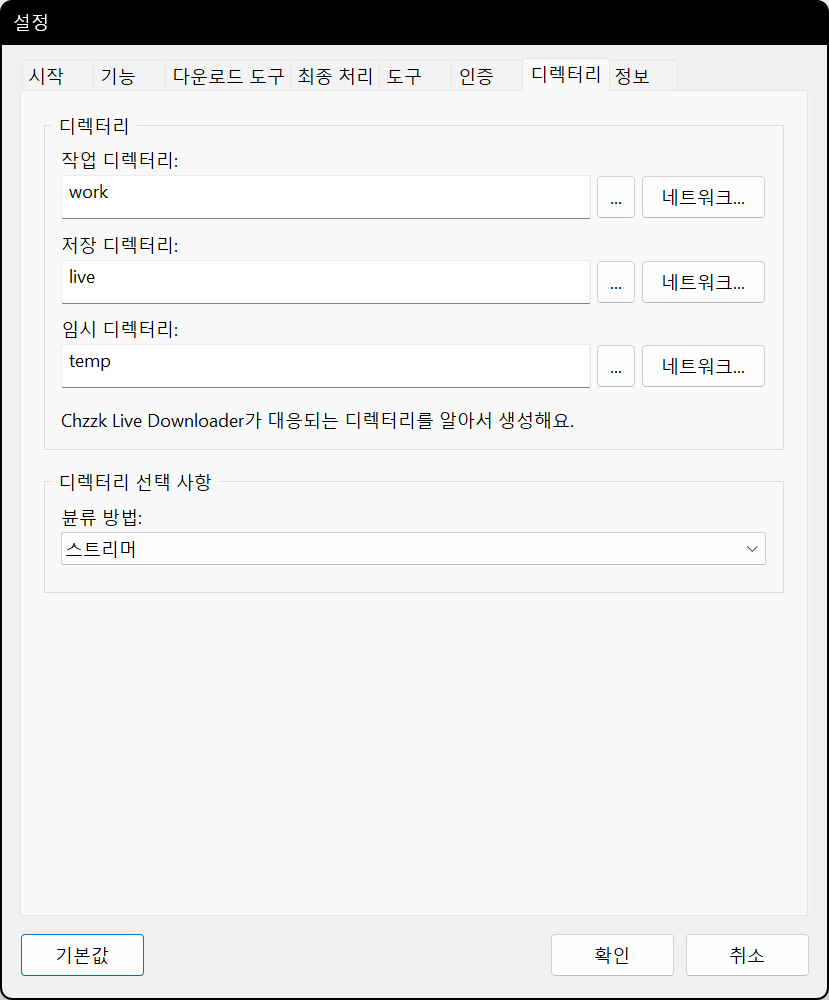 설정
시작 기능 다운로드 도구 최종 처리 도구 인증 디렉터리 정보
디렉터리
작업 디렉터리:
work ... 네트워크...
저장 디렉터리:
live ... 네트워크...
임시 디렉터리:
temp ... 네트워크...
Chzzk Live Downloader가 대응되는 디렉터리를 알아서 생성해요.
디렉터리 선택 사항
분류 방법:
스트리머
기본값 확인 취소